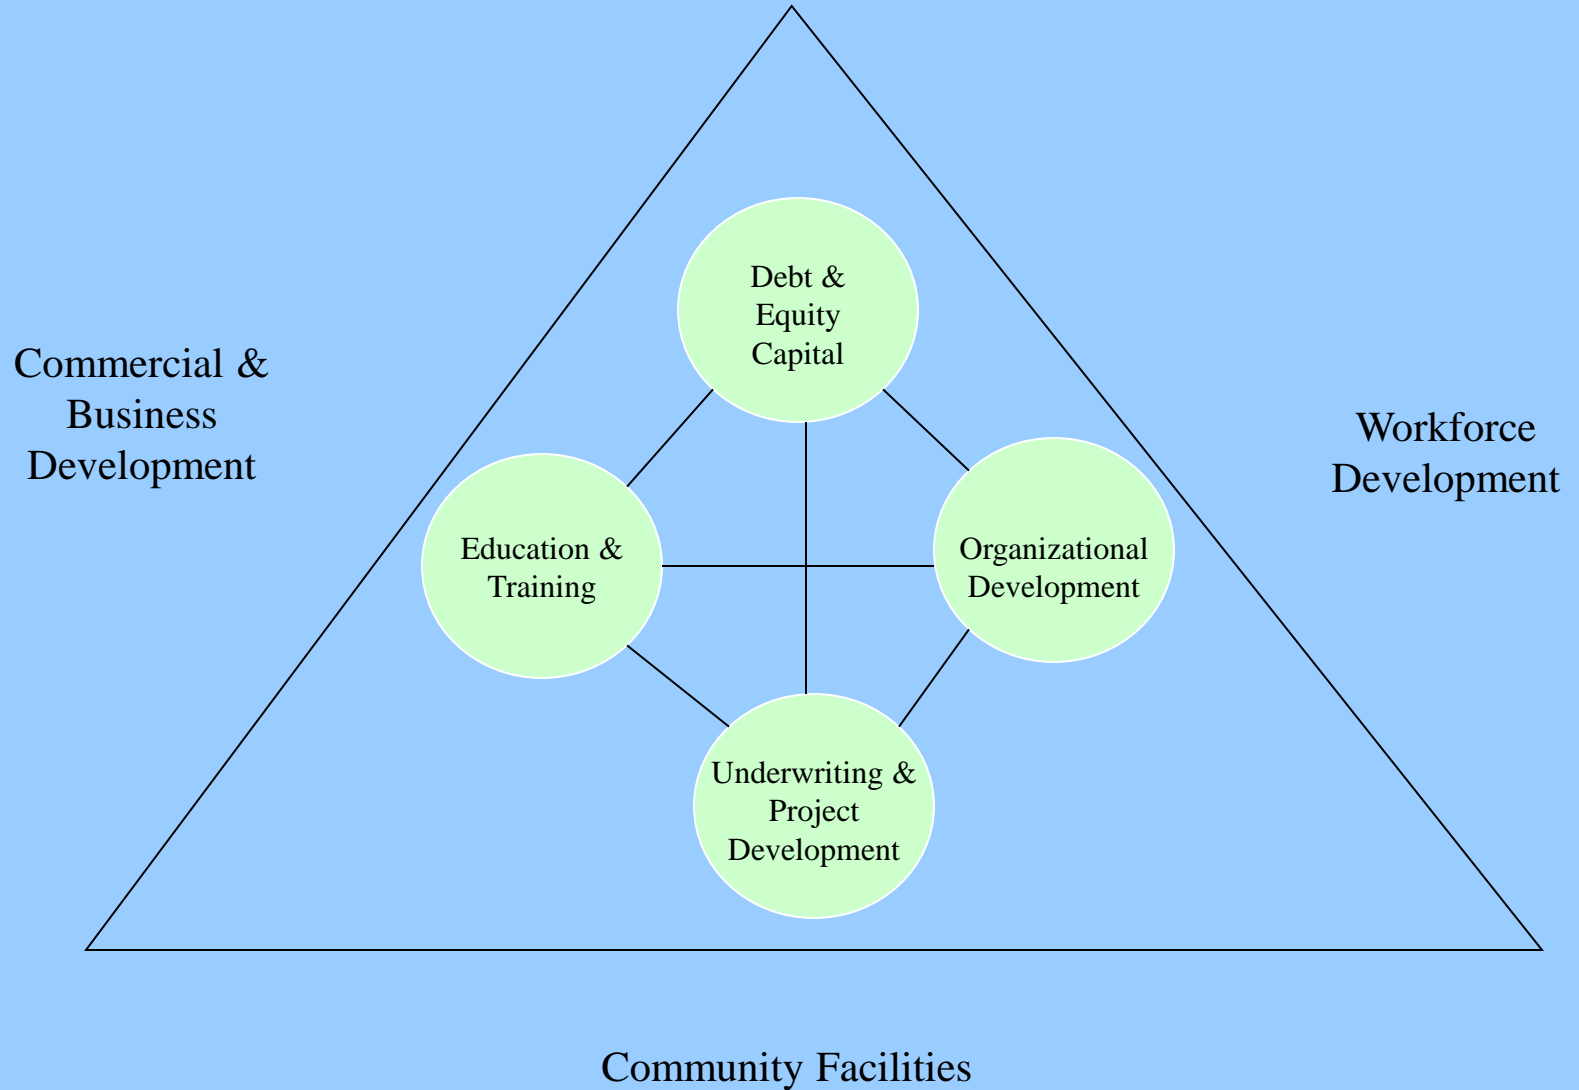 Debt &
Equity
Capital
Commercial &
Business
Development
Workforce
Development
Education &
Training
Organizational
Development
Underwriting &
Project
Development
Community Facilities